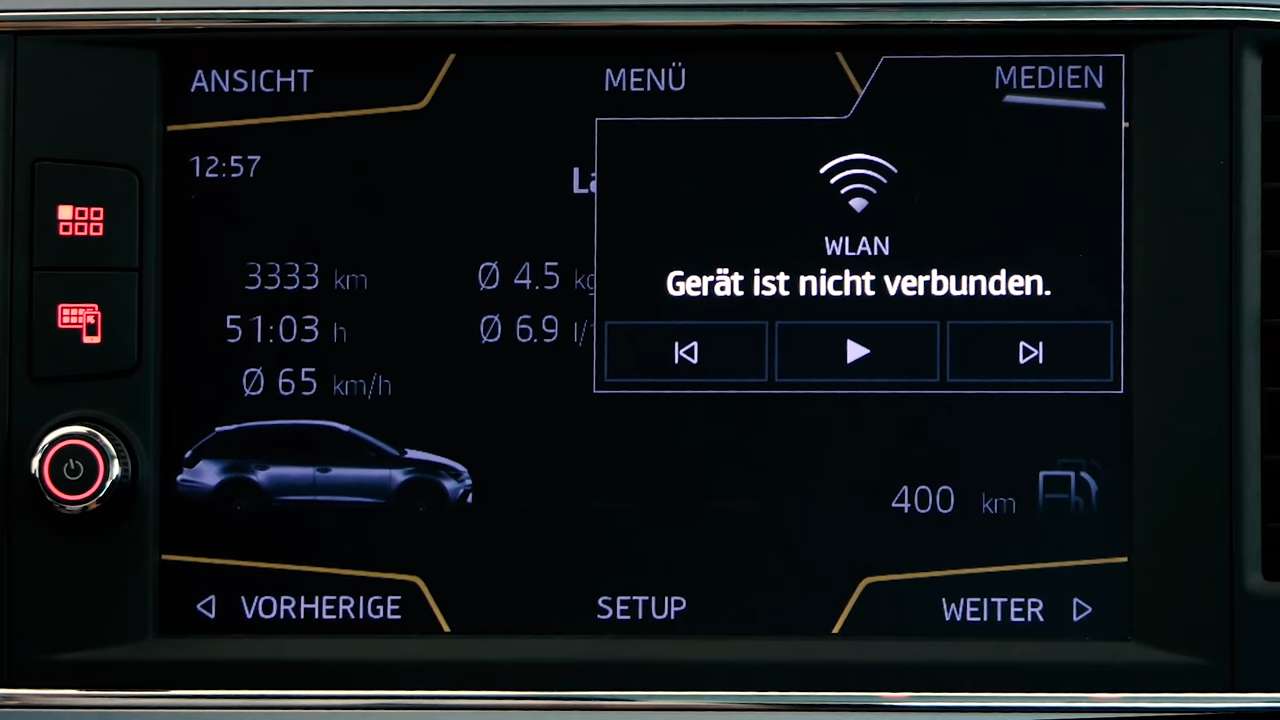 ANSICHT
MENÜ
MEDIEN
12:57
WLAN
Gerät ist nicht verbunden.
3333 km
Ø 4.5
51:03 h
Ø 6.9
Ø 65 km/h
400 km
VORHERIGE
SETUP
WEITER